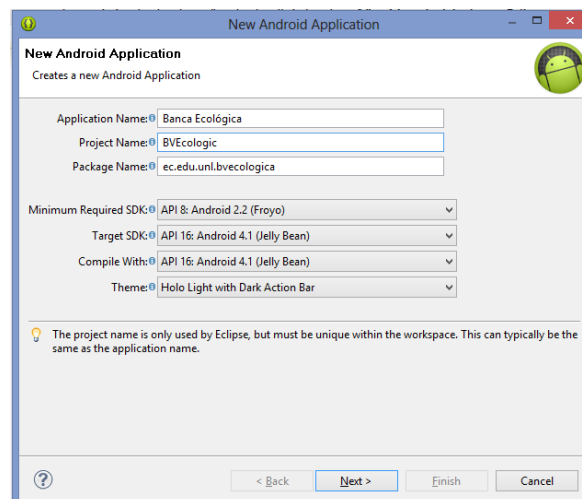 New Android Application
New Android Application
Creates a new Android Application
Application Name: Banca Ecológica
Project Name: BVEcologic
Package Name: ec.edu.unl.bvecologica
Minimum Required SDK: API 8: Android 2.2 (Froyo)
Target SDK: API 16: Android 4.1 (Jelly Bean)
Compile With: API 16: Android 4.1 (Jelly Bean)
Theme: Holo Light with Dark Action Bar
The project name is only used by Eclipse, but must be unique within the workspace. This can typically be the
same as the application name.
< Back
Next >
Finish
Cancel